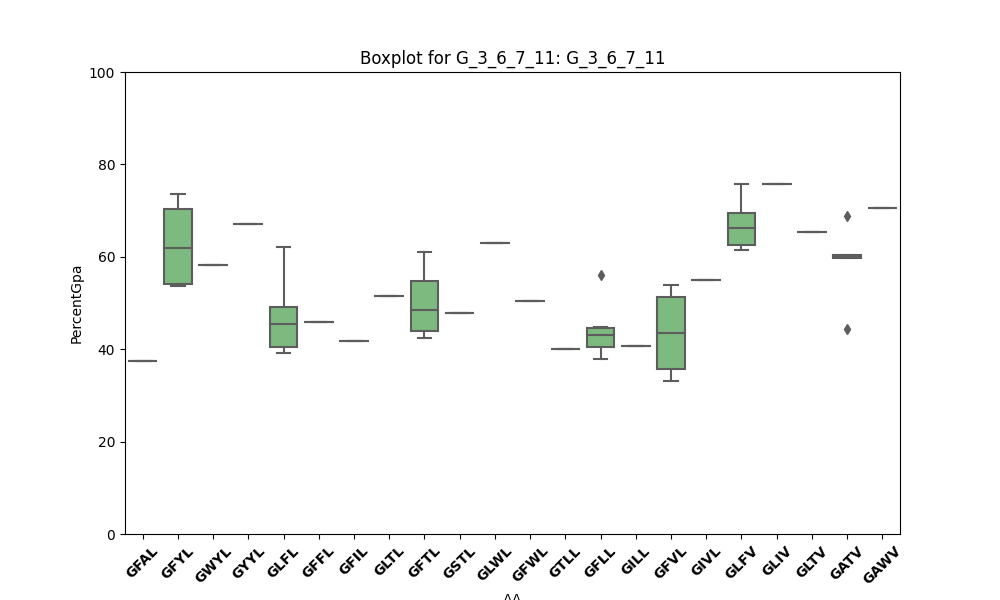 Boxplot for G_3_6_7_11: G_3_6_7_11
PercentGpa
100
80
60
40
20
0
GFAL
GFYL
GWYL
GYYL
GLFL
GFFL
GFIL
GLTL
GFTL
GSTL
GLWL
GFWL
GTLL
GFLL
GILL
GFVL
GIVL
GLFV
GLIV
GLTV
GATV
GAWV
AA